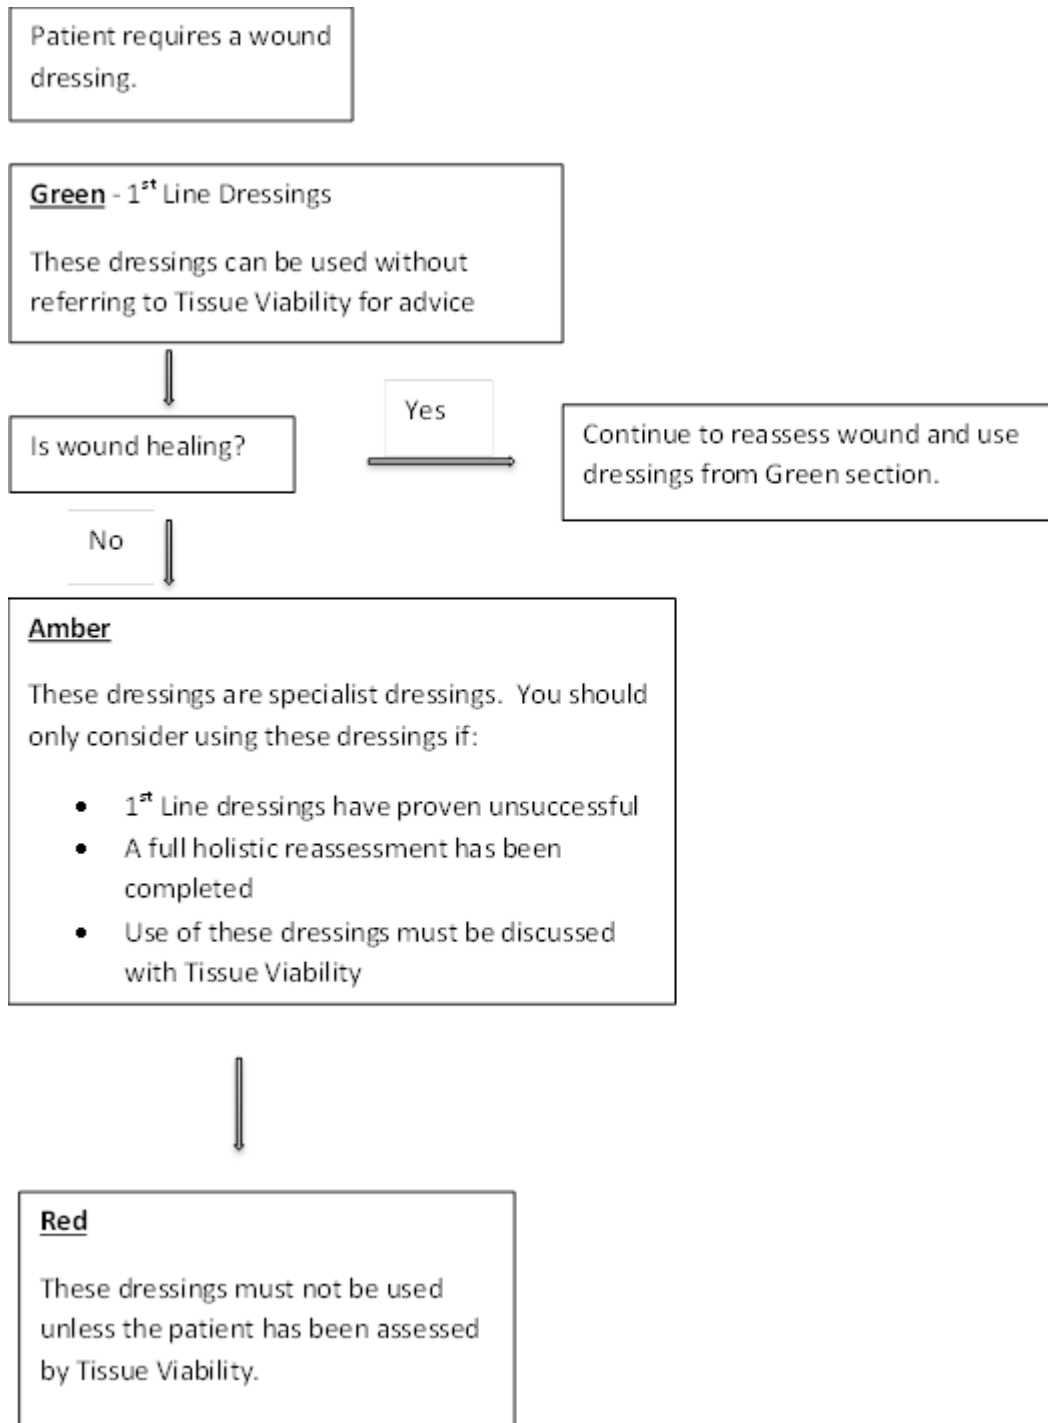 Patient requires a wound
dressing.
Green - 1st Line Dressings
These dressings can be used without
referring to Tissue Viability for advice
Is wound healing?
Yes
Continue to reassess wound and use
dressings from Green section.
No
Amber
These dressings are specialist dressings.  You should
only consider using these dressings if:
• 1st Line dressings have proven unsuccessful
• A full holistic reassessment has been
completed
• Use of these dressings must be discussed
with Tissue Viability
Red
These dressings must not be used
unless the patient has been assessed
by Tissue Viability.